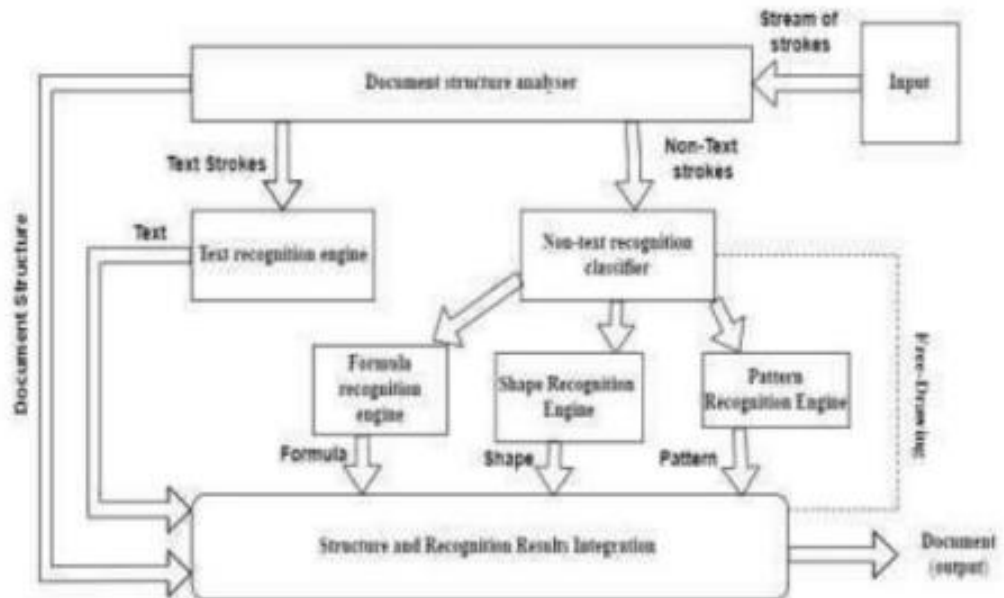 Stream of
strokes
Document structure analyser
Input
Text Strokes
Non-Text
strokes
Document Structure
Text
Text recognition engine
Non-text recognition
classifier
Free-Drawing
Formula
recognition
engine
Shape Recognition
Engine
Pattern
Recognition Engine
Formula
Shape
Pattern
Structure and Recognition Results Integration
Document
(output)